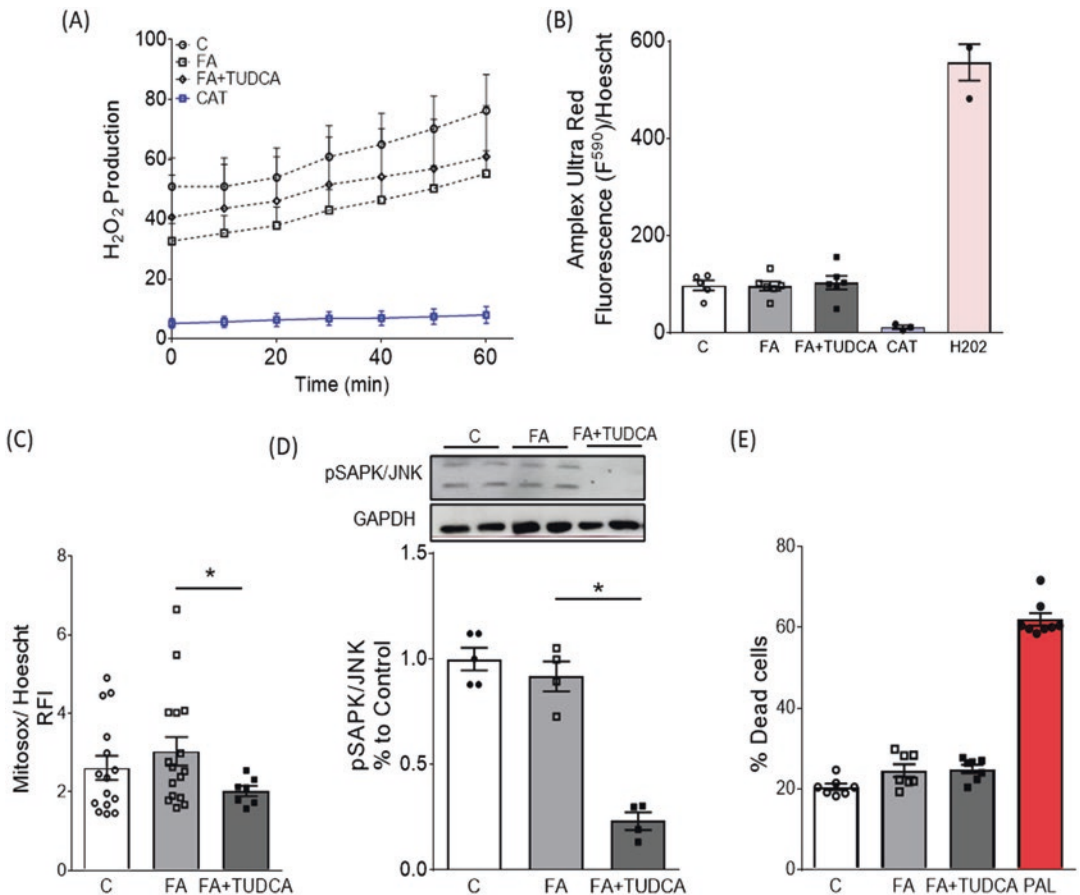 (A)
100
80
60
40
20
0
H₂O₂ Production
C
FA
FA+TUDCA
CAT
0 20 40 60
Time (min)
(B)
600
400
200
0
Amplex Ultra Red
Fluorescence (F⁵⁹⁰)/Hoescht
C FA FA+TUDCA CAT H202
(C)
8
6
4
2
0
Mitosox/ Hoescht
RFI
*
C FA FA+TUDCA
(D)
C FA FA+TUDCA
pSAPK/JNK
GAPDH
1.5
1.0
0.5
0.0
pSAPK/JNK
% to Control
*
C FA FA+TUDCA
(E)
80
60
40
20
0
% Dead cells
C FA FA+TUDCA PAL